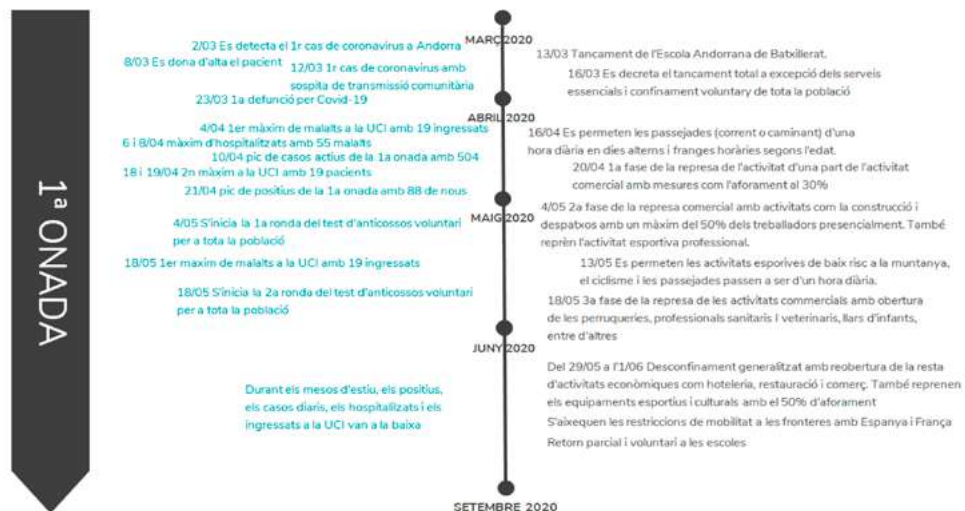 1ª ONADA
MARÇ 2020
2/03 Es detecta el 1r cas de coronavirus a Andorra
8/03 Es dona d'alta el pacient
12/03 1r cas de coronavirus amb
sospita de transmissió comunitària
23/03 1a defunció per Covid-19
13/03 Tancament de l'Escola Andorrana de Batxillerat.
16/03 Es decreta el tancament total a excepció dels serveis
essencials i confinament voluntary de tota la població
ABRIL 2020
4/04 1er màxim de malalts a la UCI amb 19 ingressats
6 i 8/04 màxim d'hospitalitzats amb 55 malalts
10/04 pic de casos actius de la 1a onada amb 504
18 i 19/04 2n màxim a la UCI amb 19 pacients
21/04 pic de positius de la 1a onada amb 88 de nous
16/04 Es permeten les passejades (corrent o caminant) d'una
hora diària en dies alterns i franges horàries segons l'edat.
20/04 1a fase de la represa de l'activitat d'una part de l'activitat
comercial amb mesures com l'aforament al 30%
MAIG 2020
4/05 S'inicia la 1a ronda del test d'anticossos voluntari
per a tota la població
18/05 1er maxim de malalts a la UCI amb 19 ingressats
18/05 S'inicia la 2a ronda del test d'anticossos voluntari
per a tota la població
4/05 2a fase de la represa comercial amb activitats com la construcció i
despatxos amb un màxim del 50% dels treballadors presencialment. També
reprèn l'activitat esportiva professional.
13/05 Es permeten les activitats esporives de baix risc a la muntanya,
el ciclisme i les passejades passen a ser d'un hora diària.
18/05 3a fase de la represa de les activitats commercials amb obertura
de les perruqueries, professionals sanitaris I veterinaris, llars d'infants,
entre d'altres
JUNY 2020
Durant els mesos d'estiu, els positius,
els casos diaris, els hospitalizats i els
ingressats a la UCI van a la baixa
Del 29/05 a l'1/06 Desconfinament generalitzat amb reobertura de la resta
d'activitats econòmiques com hoteleria, restauració i comerç. També reprenen
els equipaments esportius i culturals amb el 50% d'aforament
S'aixequen les restriccions de mobilitat a les fronteres amb Espanya i França
Retorn parcial i voluntari a les escoles
SETEMBRE 2020